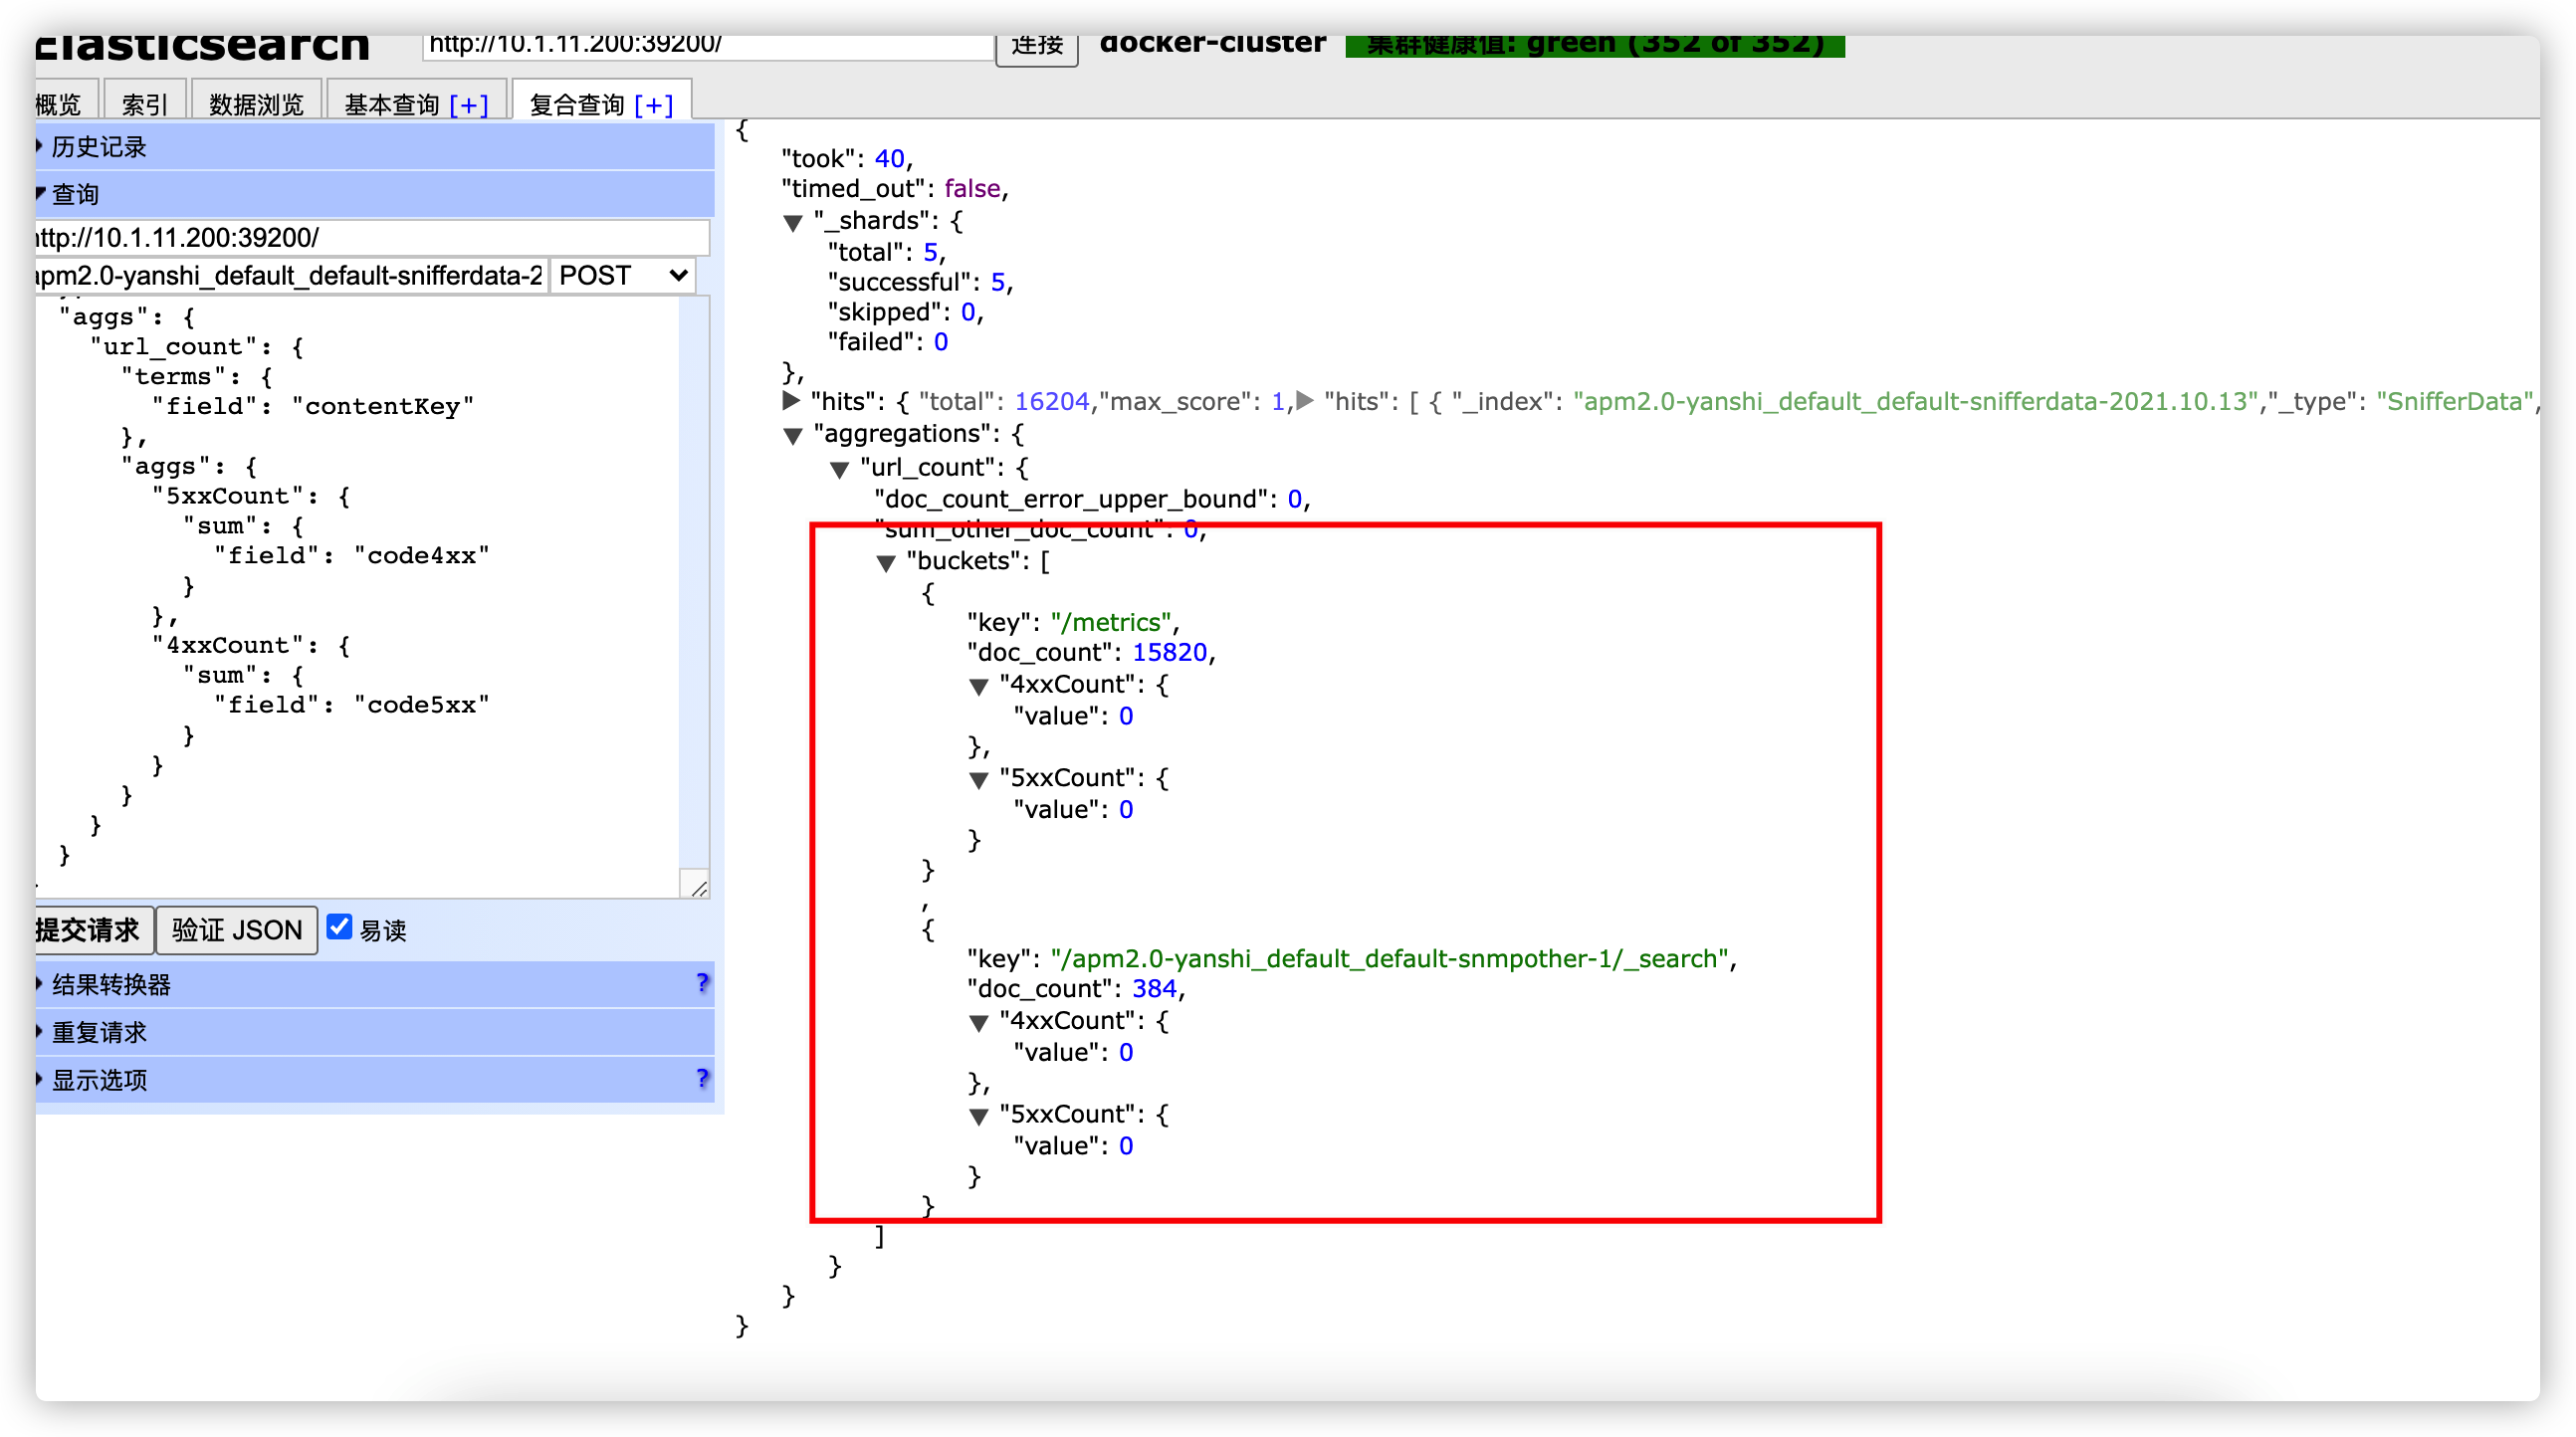 Elasticsearch
http://10.1.11.200:39200/
连接
docker-cluster
集群健康值: green (352 of 352)
概览
索引
数据浏览
基本查询 [+]
复合查询 [+]
历史记录
查询
http://10.1.11.200:39200/
apm2.0-yanshi_default_default-snifferdata-2
POST
"aggs": {
"url_count": {
"terms": {
"field": "contentKey"
},
"aggs": {
"5xxCount": {
"sum": {
"field": "code4xx"
}
},
"4xxCount": {
"sum": {
"field": "code5xx"
}
}
}
}
}
提交请求
验证 JSON
易读
结果转换器
?
重复请求
显示选项
?
{
"took": 40,
"timed_out": false,
"_shards": {
"total": 5,
"successful": 5,
"skipped": 0,
"failed": 0
},
"hits": { "total": 16204,"max_score": 1, "hits": [ { "_index": "apm2.0-yanshi_default_default-snifferdata-2021.10.13","_type": "SnifferData",
"aggregations": {
"url_count": {
"doc_count_error_upper_bound": 0,
"sum_other_doc_count": 0,
"buckets": [
{
"key": "/metrics",
"doc_count": 15820,
"4xxCount": {
"value": 0
},
"5xxCount": {
"value": 0
}
}
,
{
"key": "/apm2.0-yanshi_default_default-snmpother-1/_search",
"doc_count": 384,
"4xxCount": {
"value": 0
},
"5xxCount": {
"value": 0
}
}
]
}
}
}